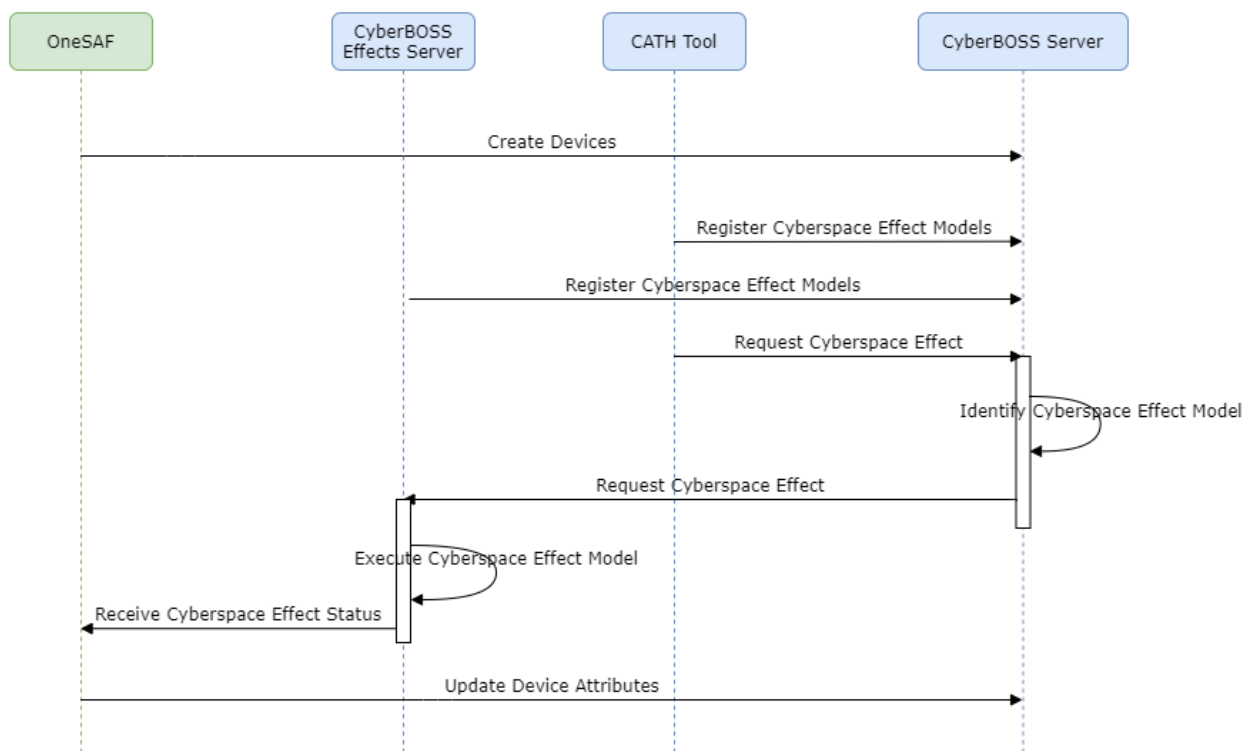 OneSAF
CyberBOSS
Effects Server
CATH Tool
CyberBOSS Server
Create Devices
Register Cyberspace Effect Models
Register Cyberspace Effect Models
Request Cyberspace Effect
Identify Cyberspace Effect Model
Request Cyberspace Effect
Execute Cyberspace Effect Model
Receive Cyberspace Effect Status
Update Device Attributes